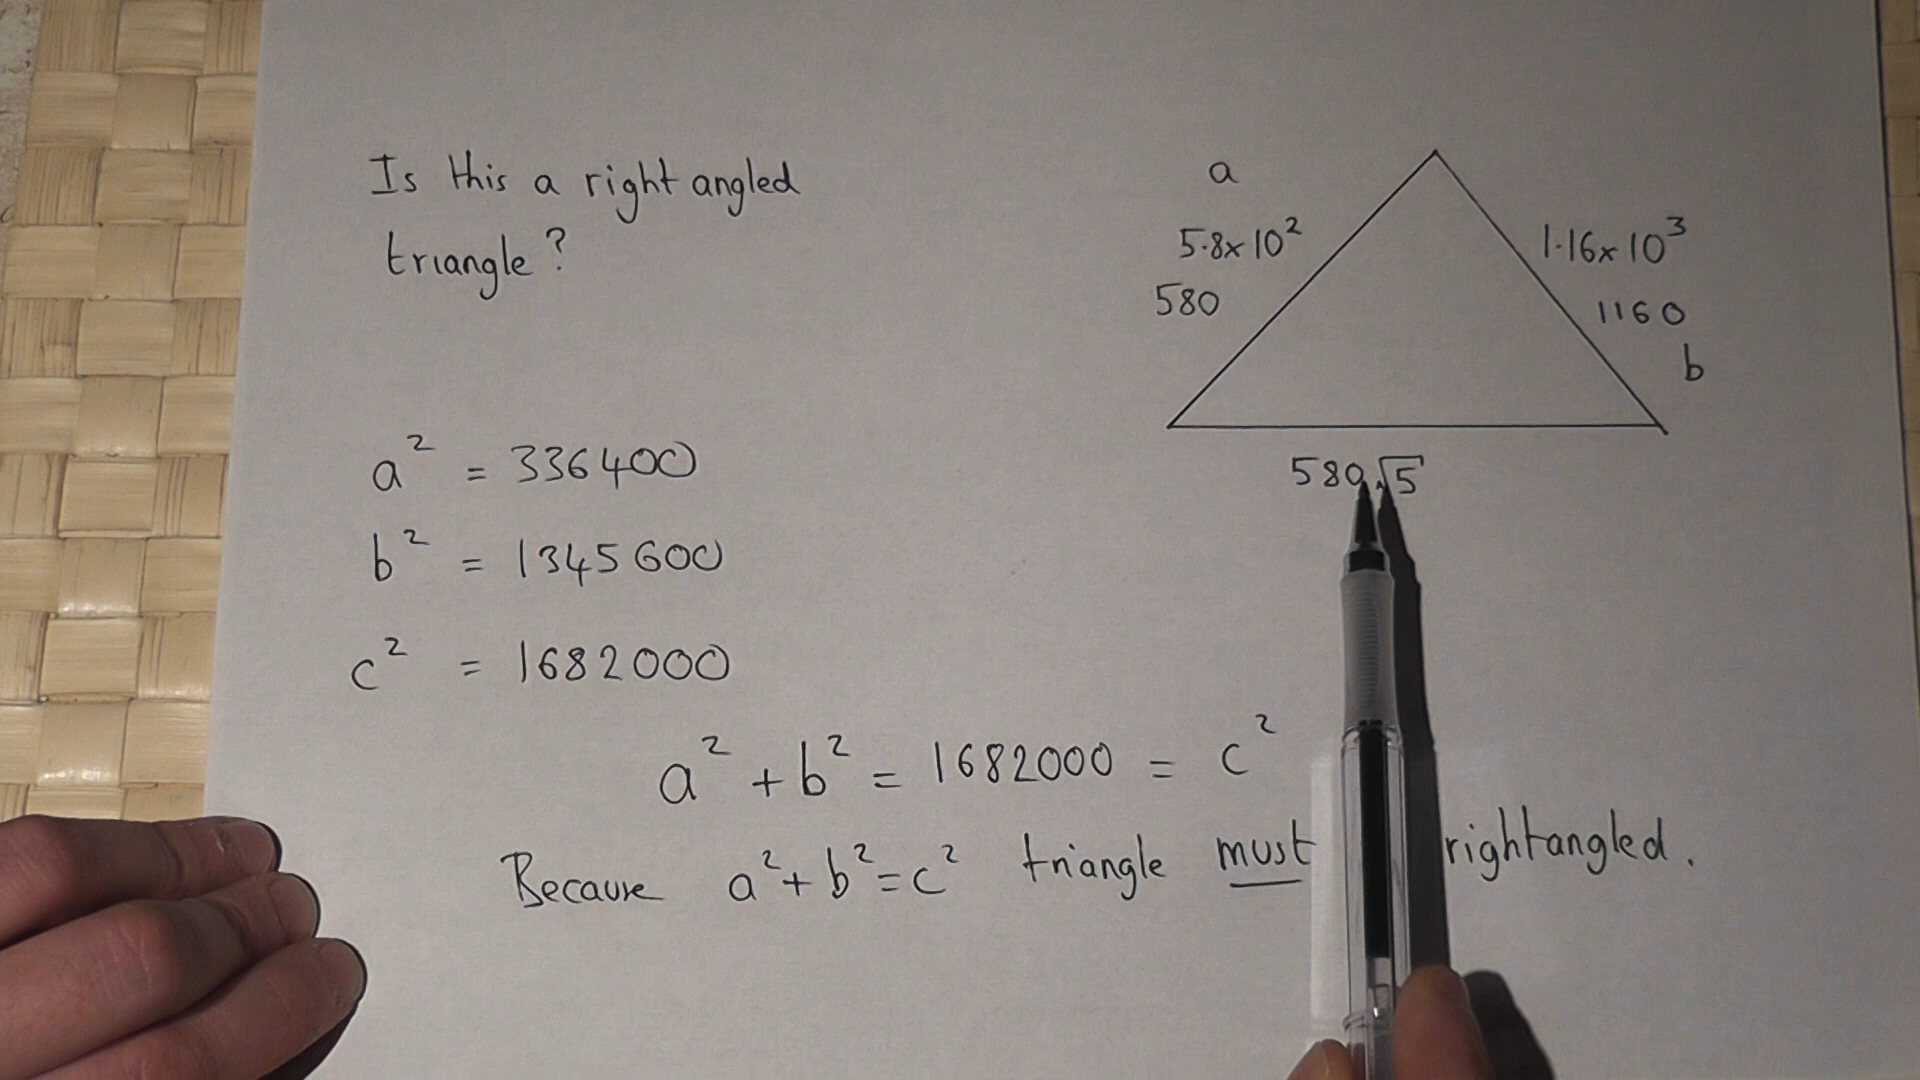 Is this a right angled
triangle?
a
5.8x10²
580
1.16x10³
1160
b
580√5
a² = 336400
b² = 1345600
c² = 1682000
a² + b² = 1682000 = c²
Because a² + b² = c² triangle must rightangled.